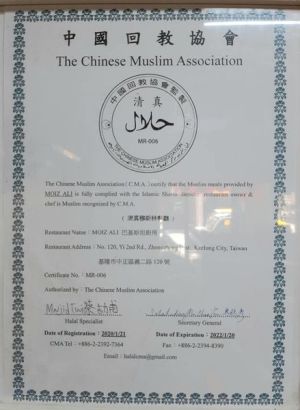 中國回教協會
The Chinese Muslim Association
中國回教協會監製
清真
حلال
MR-006
THE CHINESE MUSLIM ASSOCIATION
The Chinese Muslim Association ( C.M.A. ) certify that the Muslim meals provided by
MOIZ ALI is fully complied with the Islamic owner &
chef is Muslim recognized by C.M.A.
Restaurant Name : MOIZ ALI 巴基斯坦廚房
Restaurant Address : No. 120, Yi 2nd Rd., Keelung City, Taiwan
基隆市中正區義二路 120 號
Certificate No. : MR-006
Authorized by : The Chinese Muslim Association
Halal Specialist
Secretary General
Date of Registration : 2020/1/21
Date of Expiration : 2022/1/20
CMA Tel : +886-2-2392-7364
Fax : +886-2-2394-8390
Email : halalcma@gmail.com